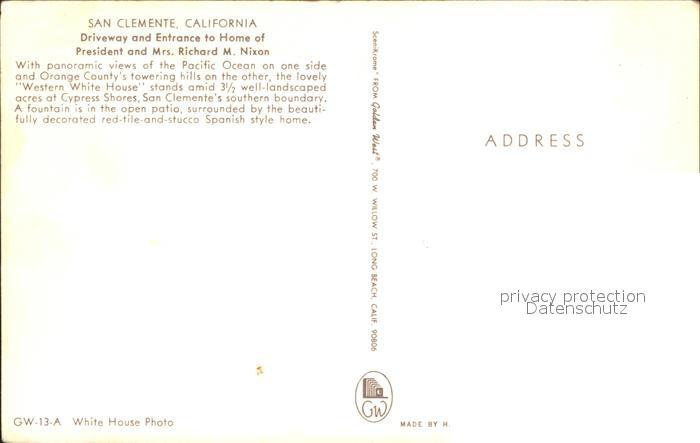 SAN CLEMENTE, CALIFORNIA
Driveway and Entrance to Home of
President and Mrs. Richard M. Nixon
With panoramic views of the Pacific Ocean on one side
and Orange County's towering hills on the other, the lovely
"Western White House" stands amid 3½ well-landscaped
acres at Cypress Shores, San Clemente's southern boundary.
A fountain is in the open patio, surrounded by the beauti-
fully decorated red-tile-and-stucco Spanish style home.
GW-13-A White House Photo
SceniKrome® FROM Golden West®, 700 W. WILLOW ST., LONG BEACH, CALIF. 90806
GW
ADDRESS
privacy protection
Datenschutz
MADE BY H.